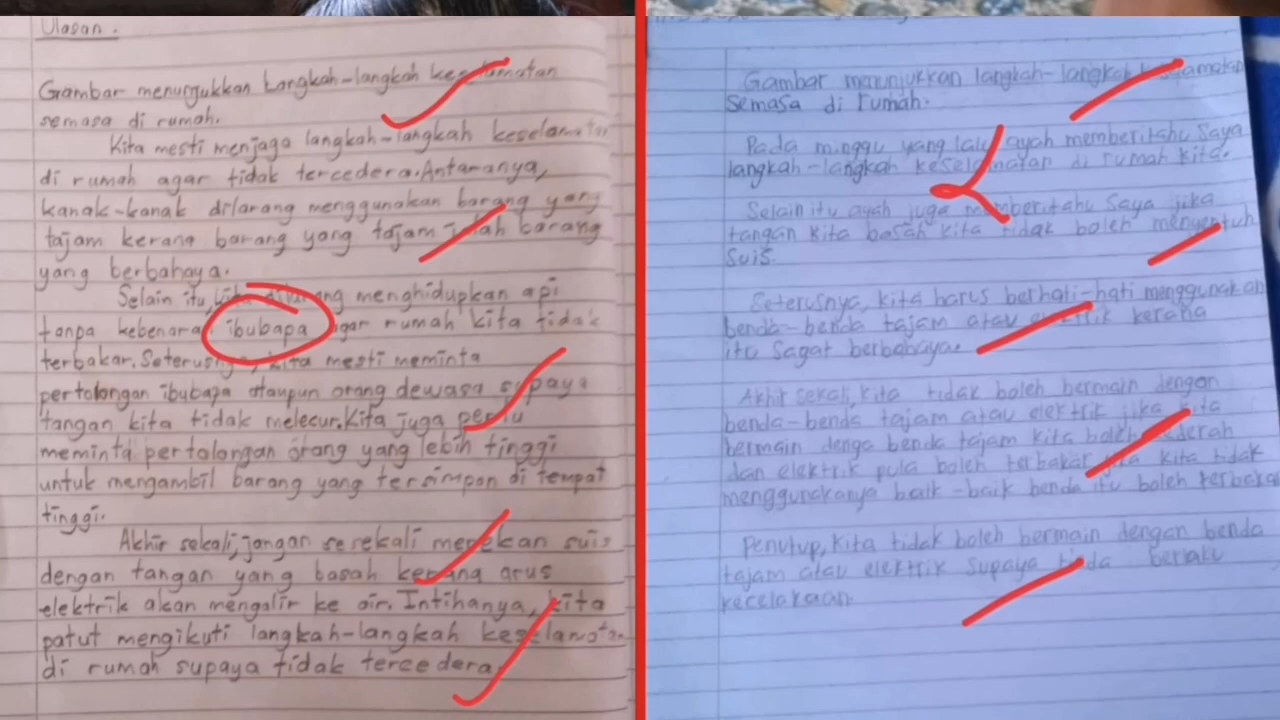 Ulasan.
Gambar menunjukkan langkah-langkah keselamatan
semasa di rumah.
Kita mesti menjaga langkah-langkah keselamatan
di rumah agar tidak tercedera. Antaranya,
kanak-kanak dilarang menggunakan barang yang
tajam kerana barang yang tajam ialah barang
yang berbahaya.
Selain itu, kita dilarang menghidupkan api
tanpa kebenaran ibubapa agar rumah kita tidak
terbakar. Seterusnya, kita mesti meminta
pertolongan ibubapa ataupun orang dewasa supaya
tangan kita tidak melecur. Kita juga perlu
meminta pertolongan orang yang lebih tinggi
untuk mengambil barang yang tersimpan di tempat
tinggi.
Akhir sekali, jangan sesekali menekan suis
dengan tangan yang basah kerana arus
elektrik akan mengalir ke air. Intihanya, kita
patut mengikuti langkah-langkah keselamatan
di rumah supaya tidak tercedera.
Gambar menunjukkan langkah-langkah keselamatan
semasa di rumah.
Pada minggu yang lalu ayah memberitahu saya
langkah-langkah keselamatan di rumah kita.
Selain itu ayah juga memberitahu saya jika
tangan kita basah kita tidak boleh menyentuh
suis.
Seterusnya, kita harus berhati-hati menggunakan
benda-benda tajam atau elektrik kerana
itu sagat berbahaya.
Akhir sekali, kita tidak boleh bermain dengan
benda-benda tajam atau elektrik jika kita
bermain denga benda tajam kita boleh
dan elektrik pula boleh terbakar jika kita tidak
menggunakanya baik-baik benda itu boleh terbakar
Penutup, kita tidak boleh bermain dengan benda
tajam atau elektrik supaya tida berlaku
kecelakaan.